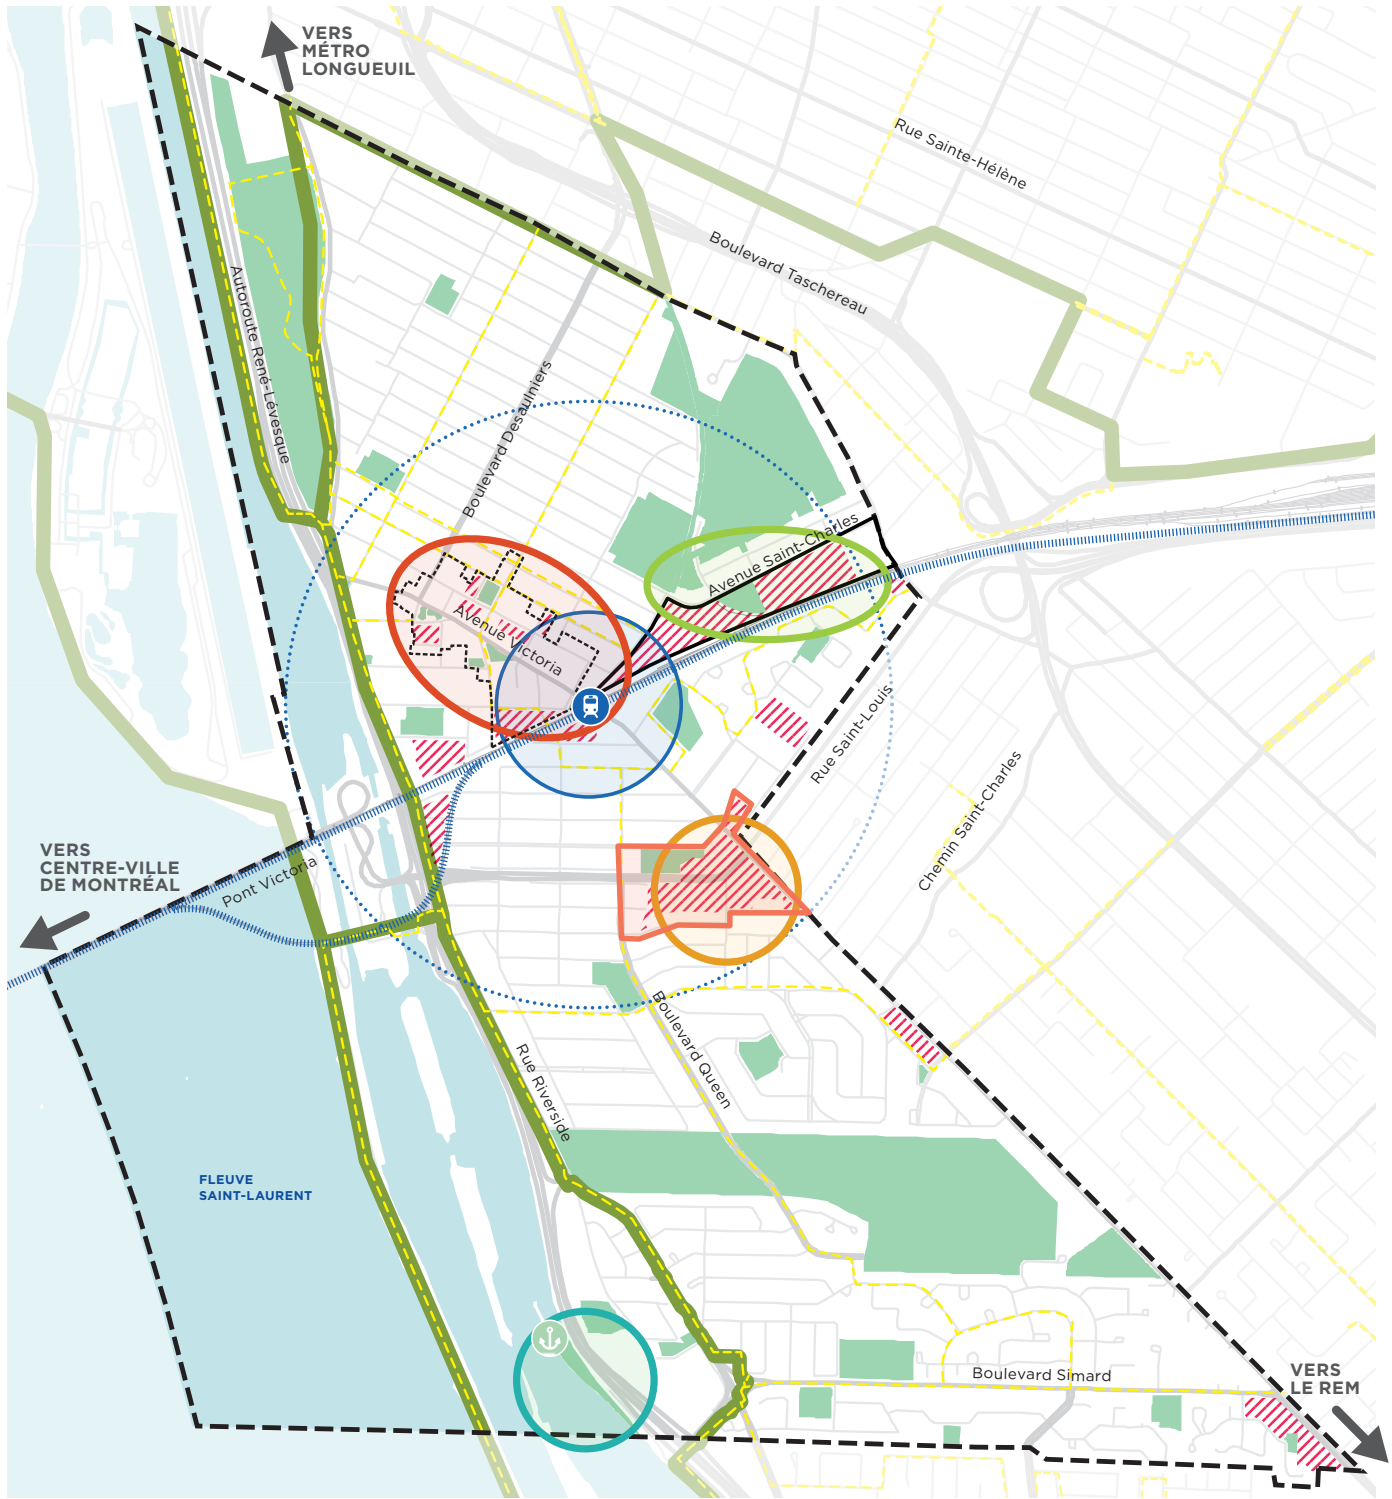 VERS
MÉTRO
LONGUEUIL
Rue Sainte-Hélène
Boulevard Taschereau
Autoroute René-Lévesque
Boulevard Desaulniers
Avenue Saint-Charles
Avenue Victoria
Rue Saint-Louis
Chemin Saint-Charles
VERS
CENTRE-VILLE
DE MONTRÉAL
Pont Victoria
Boulevard Queen
Rue Riverside
FLEUVE
SAINT-LAURENT
Boulevard Simard
VERS
LE REM